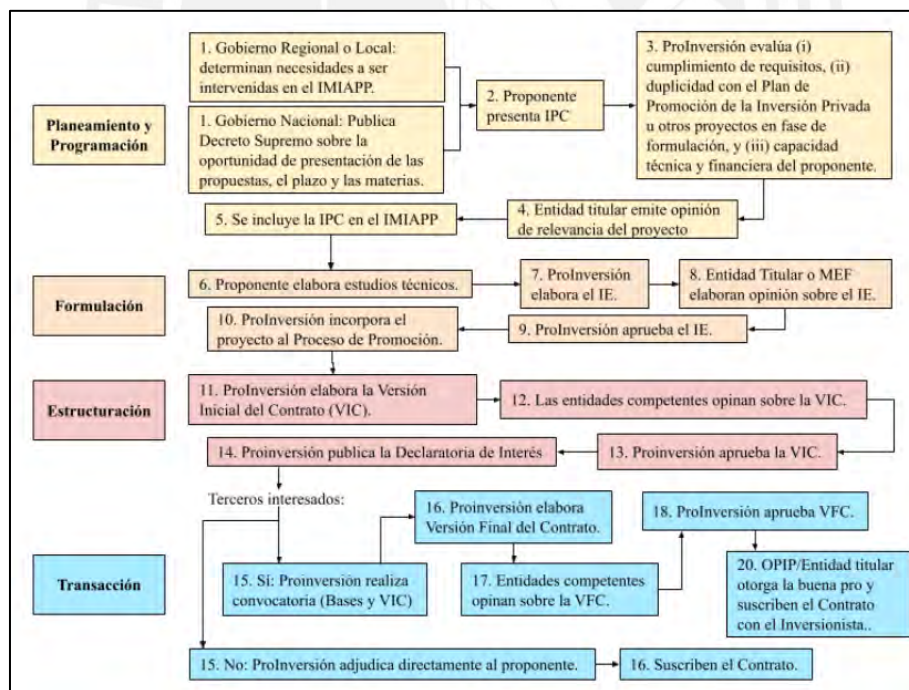 Planeamiento y
Programación
1. Gobierno Regional o Local:
determinan necesidades a ser
intervenidas en el IMIAPP.
1. Gobierno Nacional: Publica
Decreto Supremo sobre la
oportunidad de presentación de las
propuestas, el plazo y las materias.
2. Proponente
presenta IPC
3. ProInversión evalúa (i)
cumplimiento de requisitos, (ii)
duplicidad con el Plan de
Promoción de la Inversión Privada
u otros proyectos en fase de
formulación, y (iii) capacidad
técnica y financiera del proponente.
4. Entidad titular emite opinión
de relevancia del proyecto
5. Se incluye la IPC en el IMIAPP
Formulación
6. Proponente elabora estudios técnicos.
7. ProInversión
elabora el IE.
8. Entidad Titular o MEF
elaboran opinión sobre el IE.
9. ProInversión aprueba el IE.
10. ProInversión incorpora el
proyecto al Proceso de Promoción.
Estructuración
11. ProInversión elabora la Versión
Inicial del Contrato (VIC).
12. Las entidades competentes opinan sobre la VIC.
13. Proinversión aprueba la VIC.
14. Proinversión publica la Declaratoria de Interés
Transacción
Terceros interesados:
15. Sí: Proinversión realiza
convocatoria (Bases y VIC)
16. Proinversión elabora
Versión Final del Contrato.
17. Entidades competentes
opinan sobre la VFC.
18. ProInversión aprueba VFC.
20. OPIP/Entidad titular
otorga la buena pro y
suscriben el Contrato
con el Inversionista..
15. No: ProInversión adjudica directamente al proponente.
16. Suscriben el Contrato.